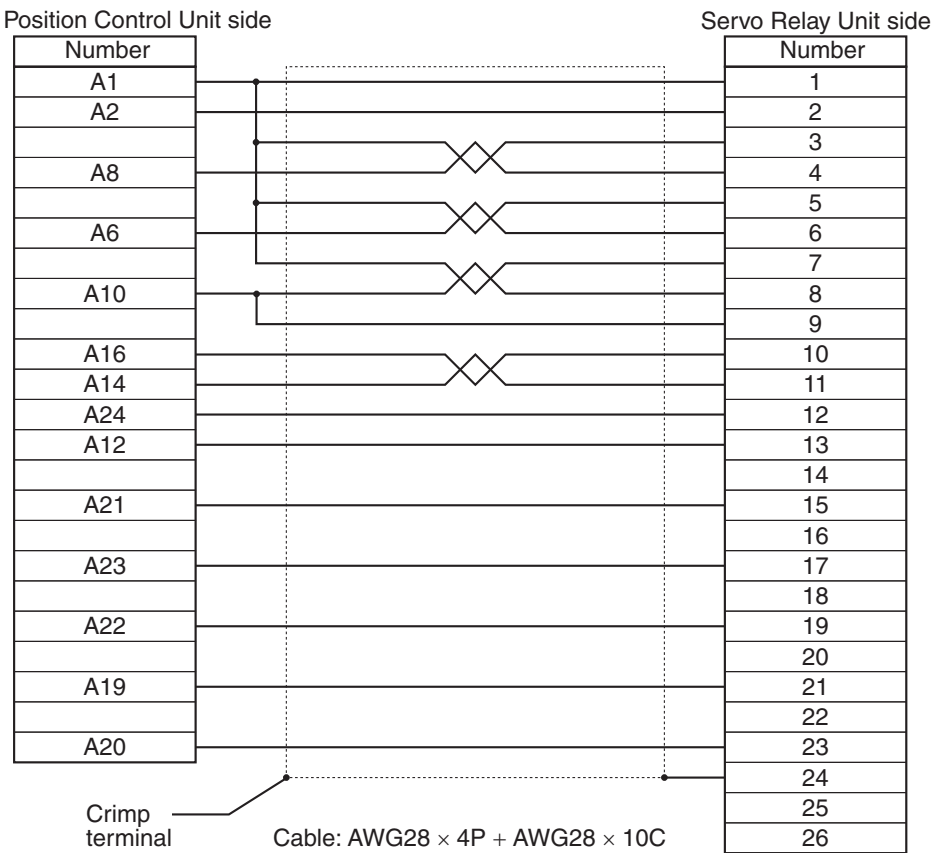 Position Control Unit side
Servo Relay Unit side
Number
Number
A1
1
A2
2
3
A8
4
5
A6
6
7
A10
8
9
A16
10
A14
11
A24
12
A12
13
14
A21
15
16
A23
17
18
A22
19
20
A19
21
22
A20
23
24
25
26
Crimp
terminal
Cable: AWG28 × 4P + AWG28 × 10C